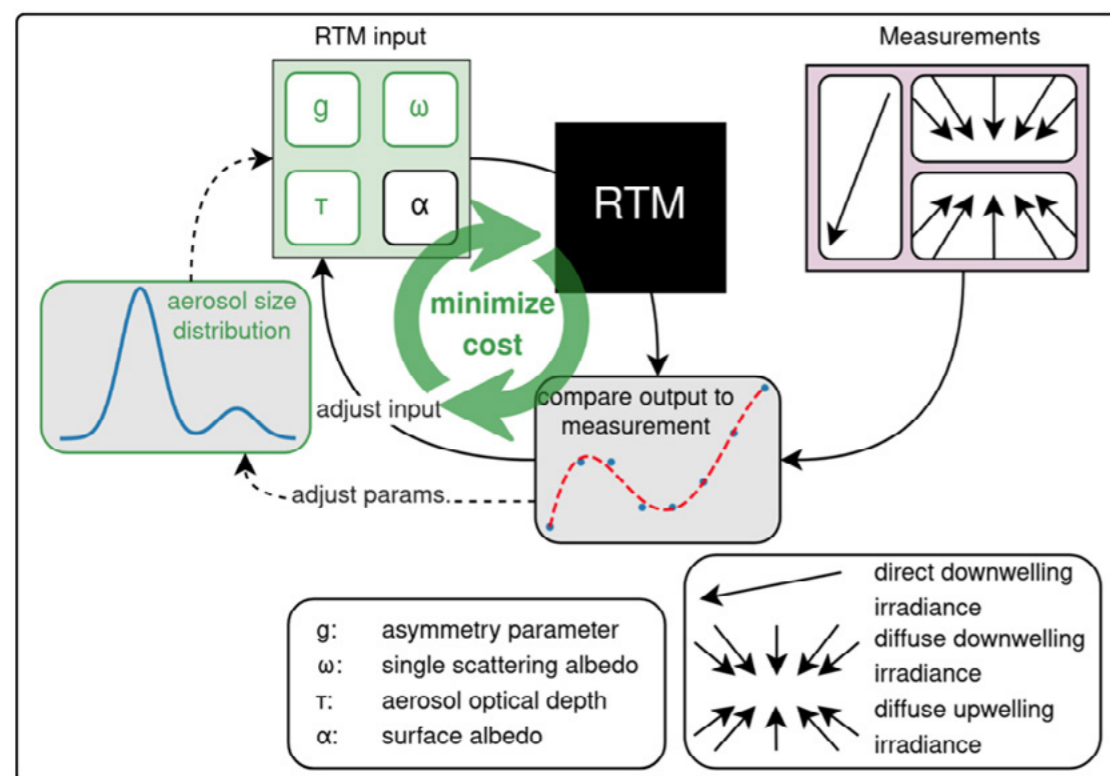 RTM input
Measurements
g
ω
τ
α
RTM
aerosol size
distribution
minimize
cost
adjust input
compare output to
measurement
adjust params.
g: asymmetry parameter
ω: single scattering albedo
τ: aerosol optical depth
α: surface albedo
direct downwelling
irradiance
diffuse downwelling
irradiance
diffuse upwelling
irradiance